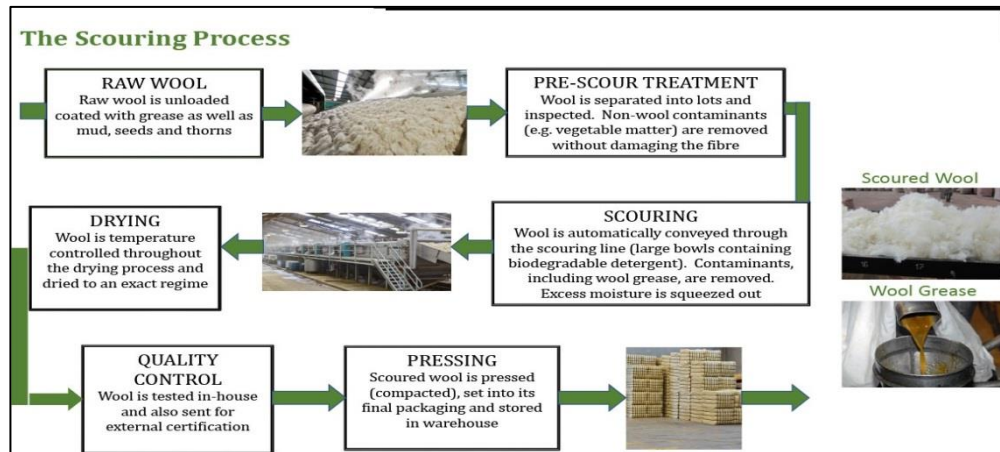 The Scouring Process
RAW WOOL
Raw wool is unloaded
coated with grease as well as
mud, seeds and thorns
PRE-SCOUR TREATMENT
Wool is separated into lots and
inspected. Non-wool contaminants
(e.g. vegetable matter) are removed
without damaging the fibre
SCOURING
Wool is automatically conveyed through
the scouring line (large bowls containing
biodegradable detergent). Contaminants,
including wool grease, are removed.
Excess moisture is squeezed out
DRYING
Wool is temperature
controlled throughout
the drying process and
dried to an exact regime
QUALITY
CONTROL
Wool is tested in-house
and also sent for
external certification
PRESSING
Scoured wool is pressed
(compacted), set into its
final packaging and stored
in warehouse
Scoured Wool
Wool Grease